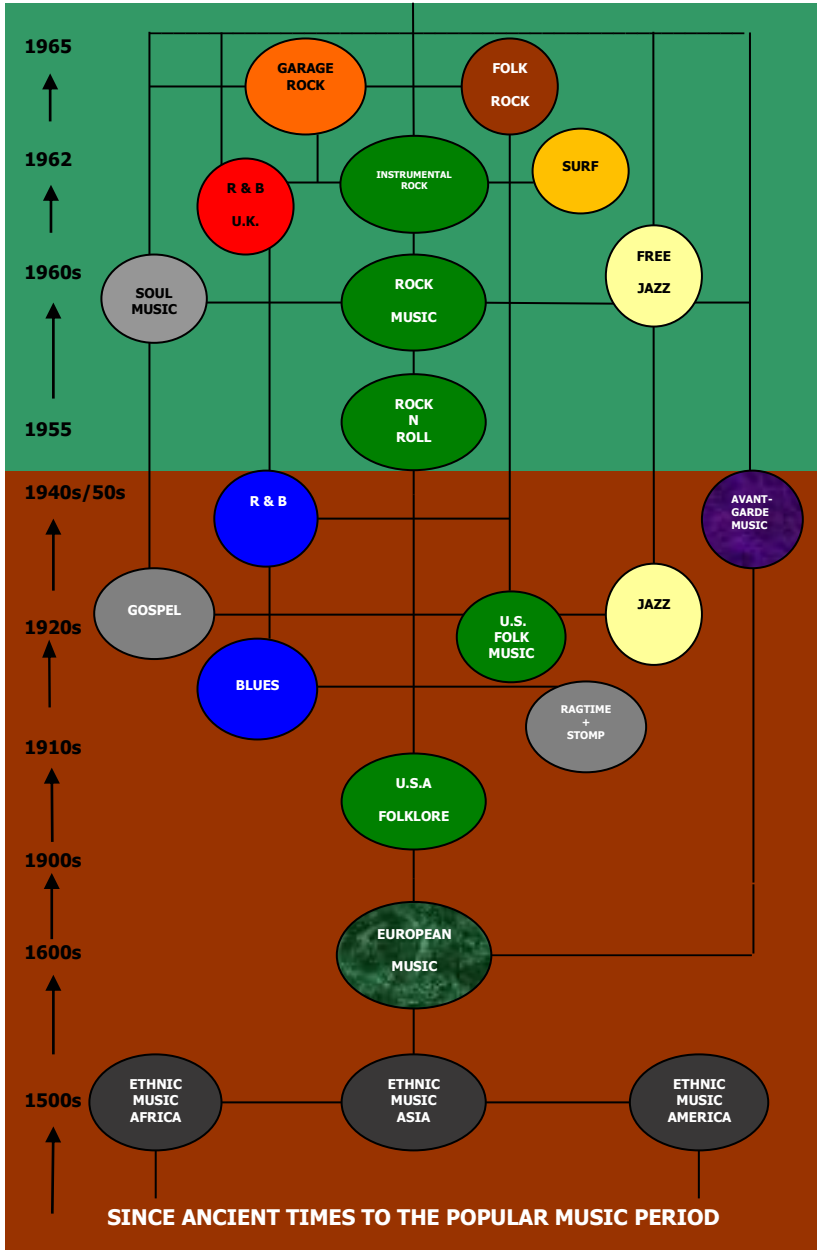 1965
GARAGE
ROCK
FOLK
ROCK
1962
INSTRUMENTAL
ROCK
SURF
R & B
U.K.
1960s
SOUL
MUSIC
ROCK
MUSIC
FREE
JAZZ
1955
ROCK
N
ROLL
1940s/50s
R & B
AVANT-
GARDE
MUSIC
GOSPEL
JAZZ
1920s
U.S.
FOLK
MUSIC
BLUES
RAGTIME
+
STOMP
1910s
U.S.A
FOLKLORE
1900s
1600s
EUROPEAN
MUSIC
1500s
ETHNIC
MUSIC
AFRICA
ETHNIC
MUSIC
ASIA
ETHNIC
MUSIC
AMERICA
SINCE ANCIENT TIMES TO THE POPULAR MUSIC PERIOD